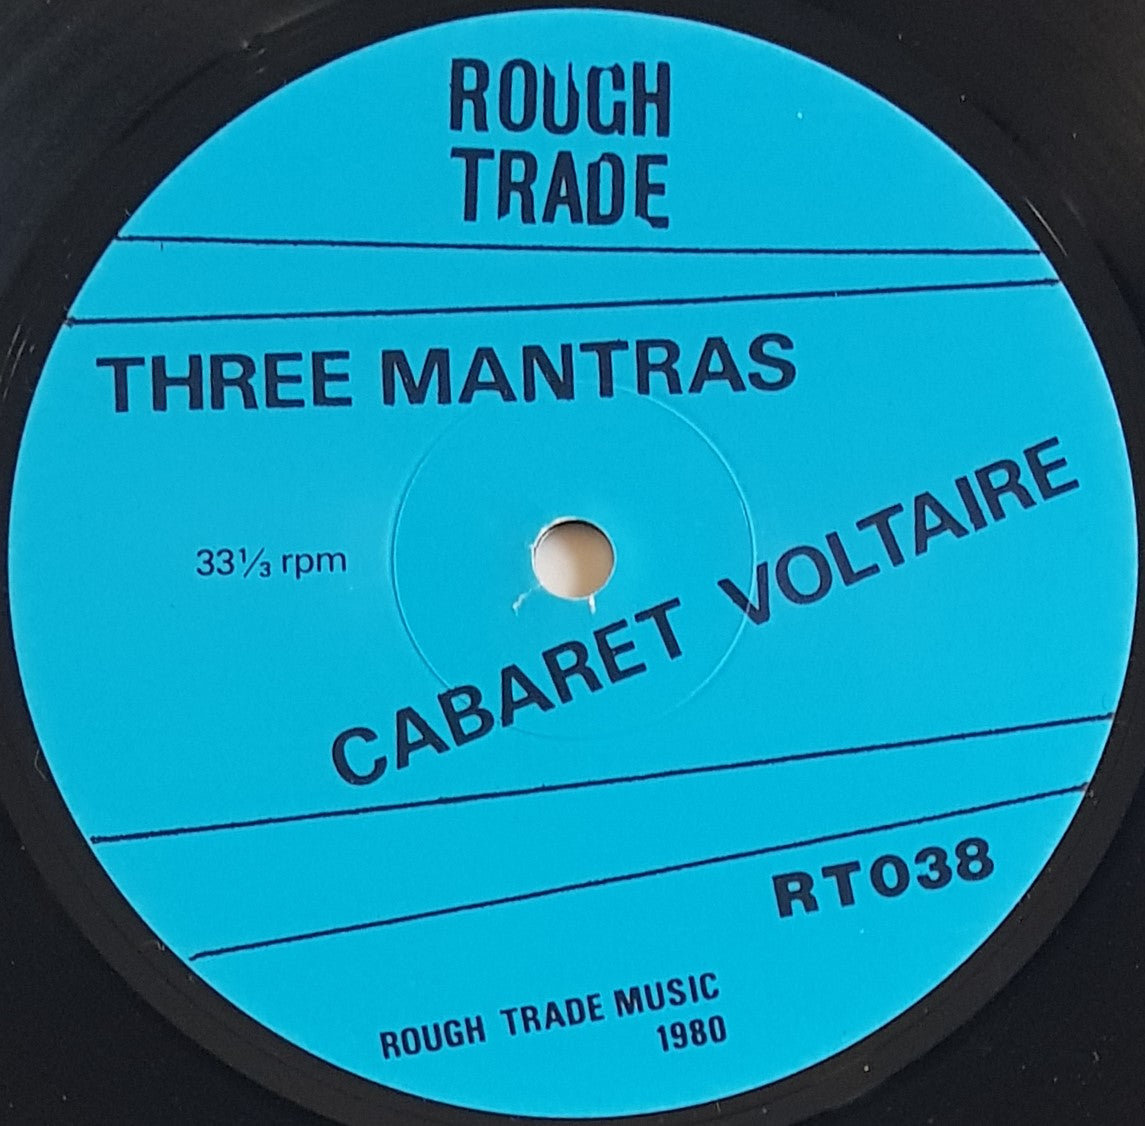 ROUGH
TRADE
THREE MANTRAS
33⅓ rpm
CABARET VOLTAIRE
RT038
ROUGH TRADE MUSIC
1980